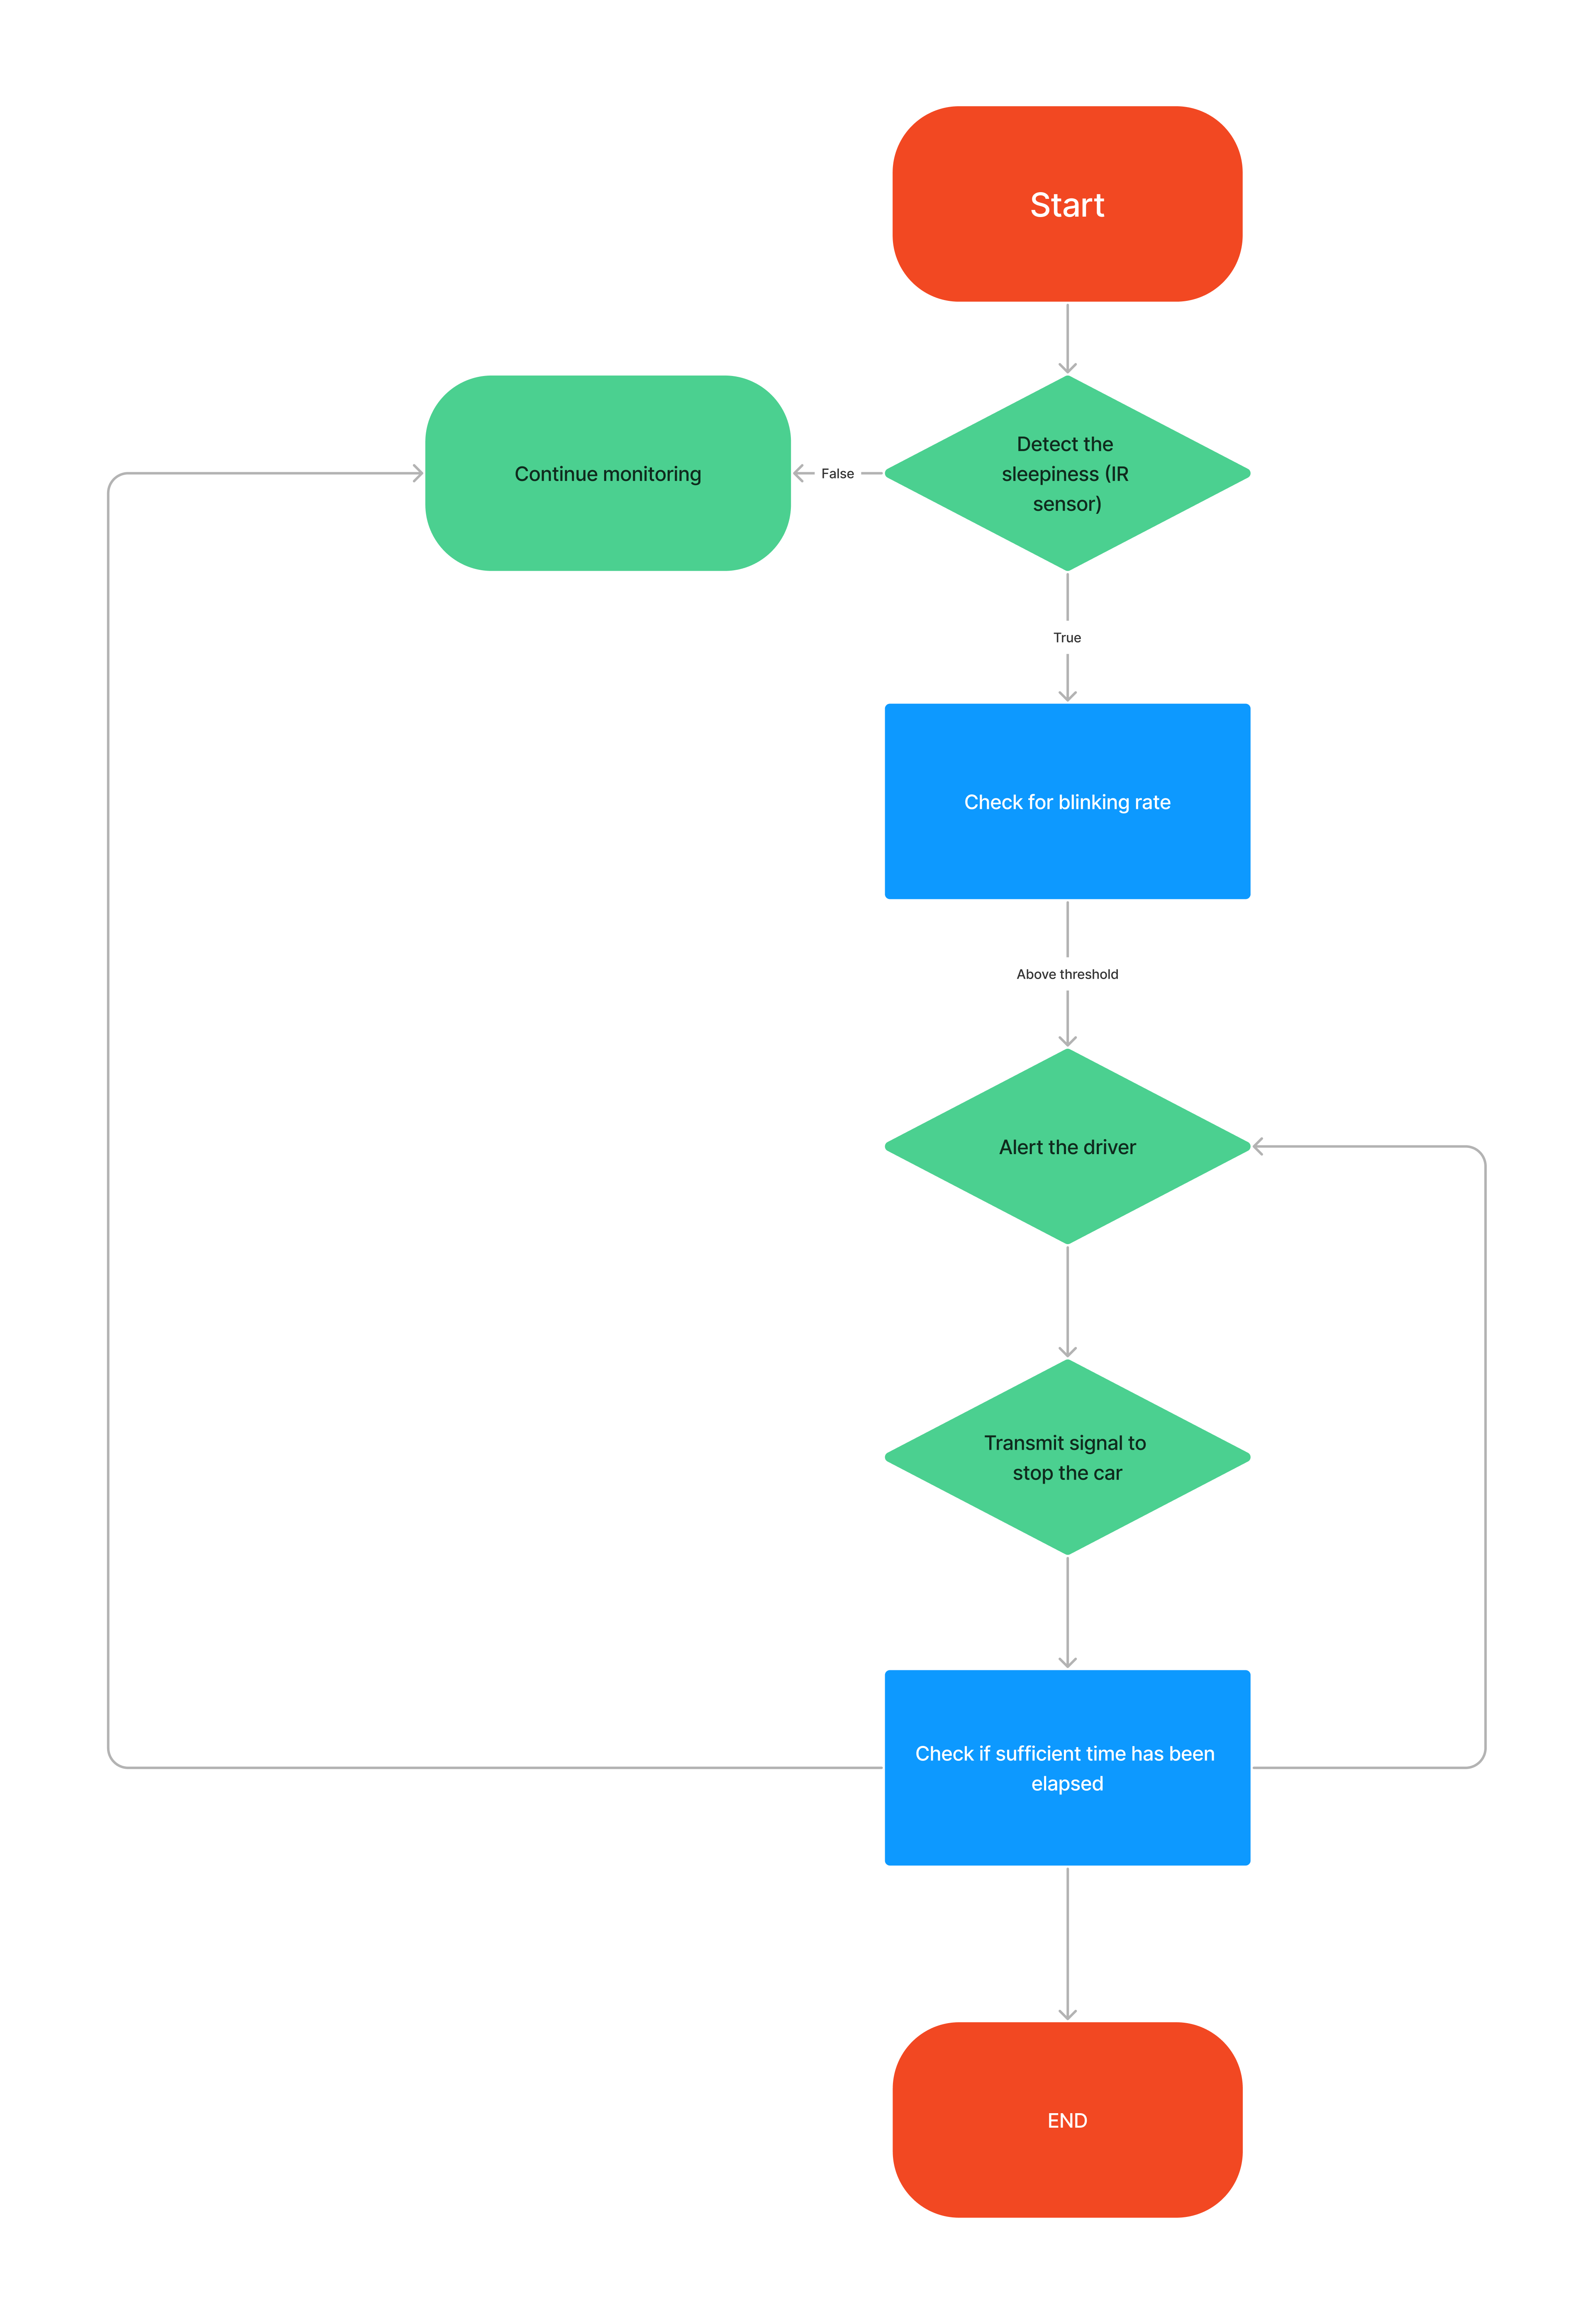 Start
Detect the
sleepiness (IR
sensor)
False
Continue monitoring
True
Check for blinking rate
Above threshold
Alert the driver
Transmit signal to
stop the car
Check if sufficient time has been
elapsed
END